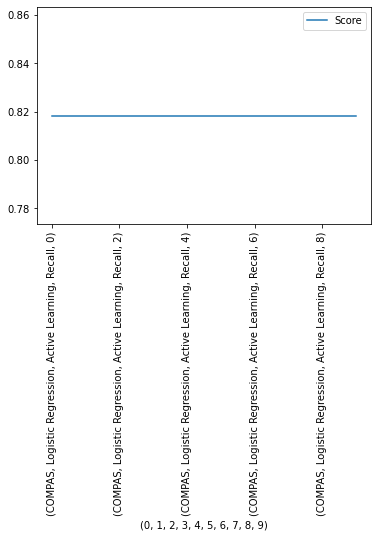 Score
0.86
0.84
0.82
0.80
0.78
(COMPAS, Logistic Regression, Active Learning, Recall, 0)
(COMPAS, Logistic Regression, Active Learning, Recall, 2)
(COMPAS, Logistic Regression, Active Learning, Recall, 4)
(COMPAS, Logistic Regression, Active Learning, Recall, 6)
(COMPAS, Logistic Regression, Active Learning, Recall, 8)
(0, 1, 2, 3, 4, 5, 6, 7, 8, 9)